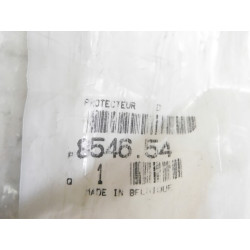 PROTECTEUR D
P 8546.54
Q 1
MADE IN BELGIQUE